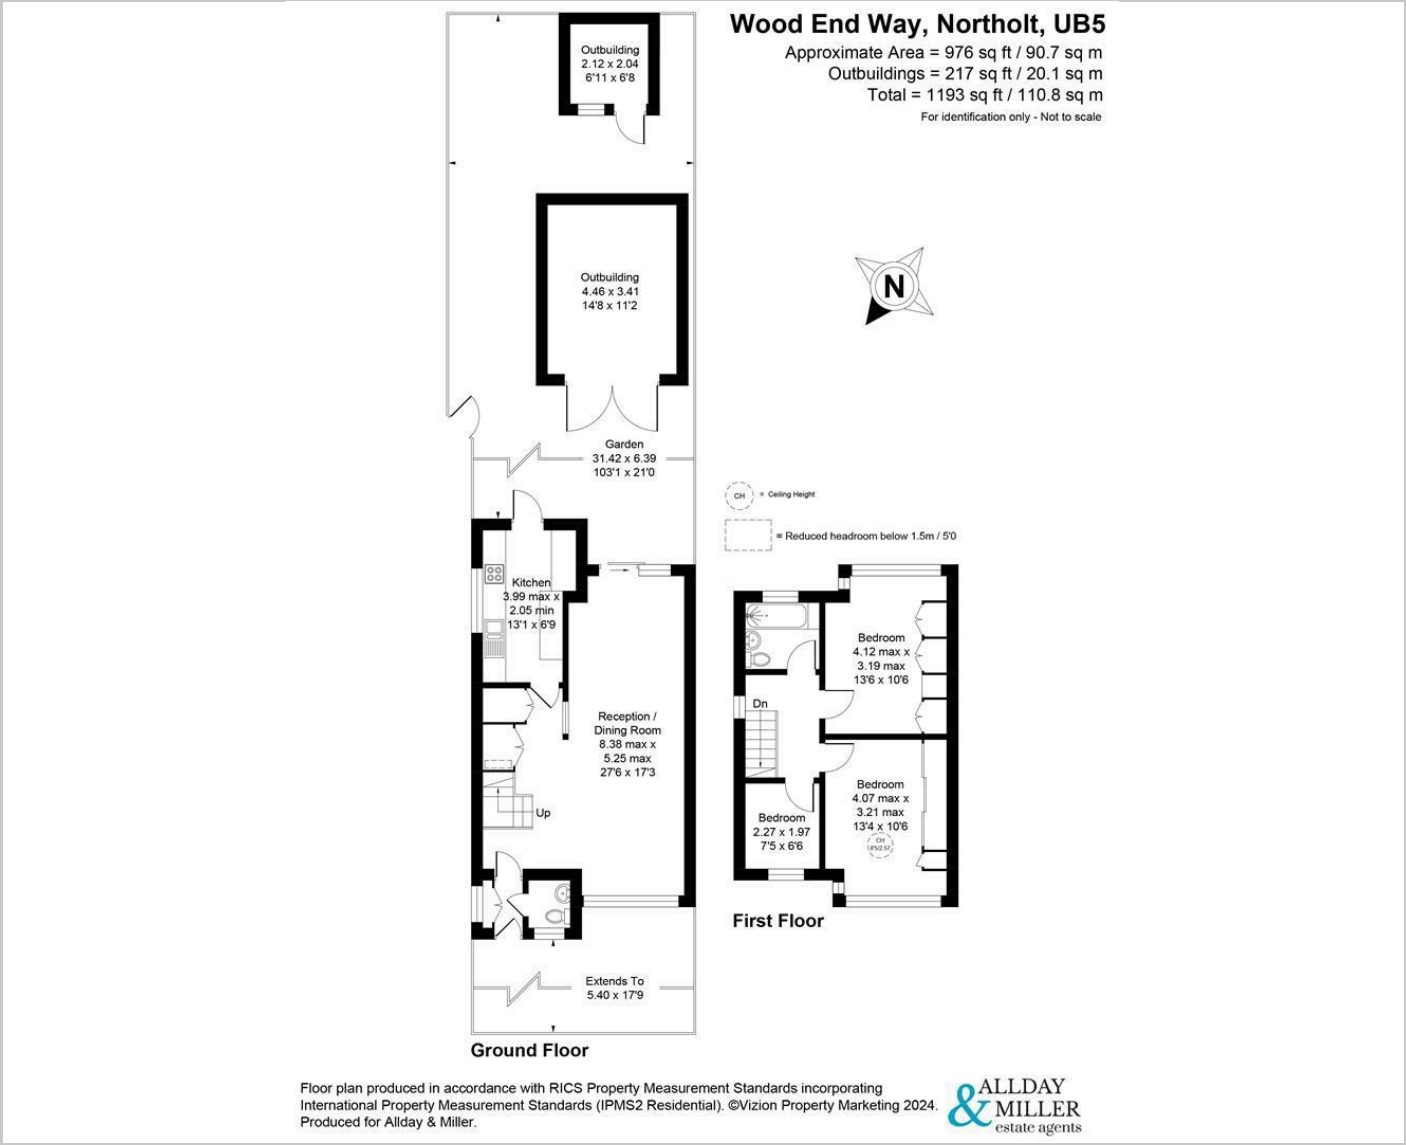 Wood End Way, Northolt, UB5
Approximate Area = 976 sq ft / 90.7 sq m
Outbuildings = 217 sq ft / 20.1 sq m
Total = 1193 sq ft / 110.8 sq m
For identification only - Not to scale
Outbuilding
2.12 x 2.04
6'11 x 6'8
Outbuilding
4.46 x 3.41
14'8 x 11'2
N
Garden
31.42 x 6.39
103'1 x 21'0
CH = Ceiling Height
= Reduced headroom below 1.5m / 5'0
Kitchen
3.99 max x
2.05 min
13'1 x 6'9
Reception /
Dining Room
8.38 max x
5.25 max
27'6 x 17'3
Up
Extends To
5.40 x 17'9
Ground Floor
Bedroom
4.12 max x
3.19 max
13'6 x 10'6
Dn
Bedroom
4.07 max x
3.21 max
13'4 x 10'6
CH
Bedroom
2.27 x 1.97
7'5 x 6'6
First Floor
Floor plan produced in accordance with RICS Property Measurement Standards incorporating
International Property Measurement Standards (IPMS2 Residential). ©Vizion Property Marketing 2024.
Produced for Allday & Miller.
ALLDAY
& MILLER
estate agents